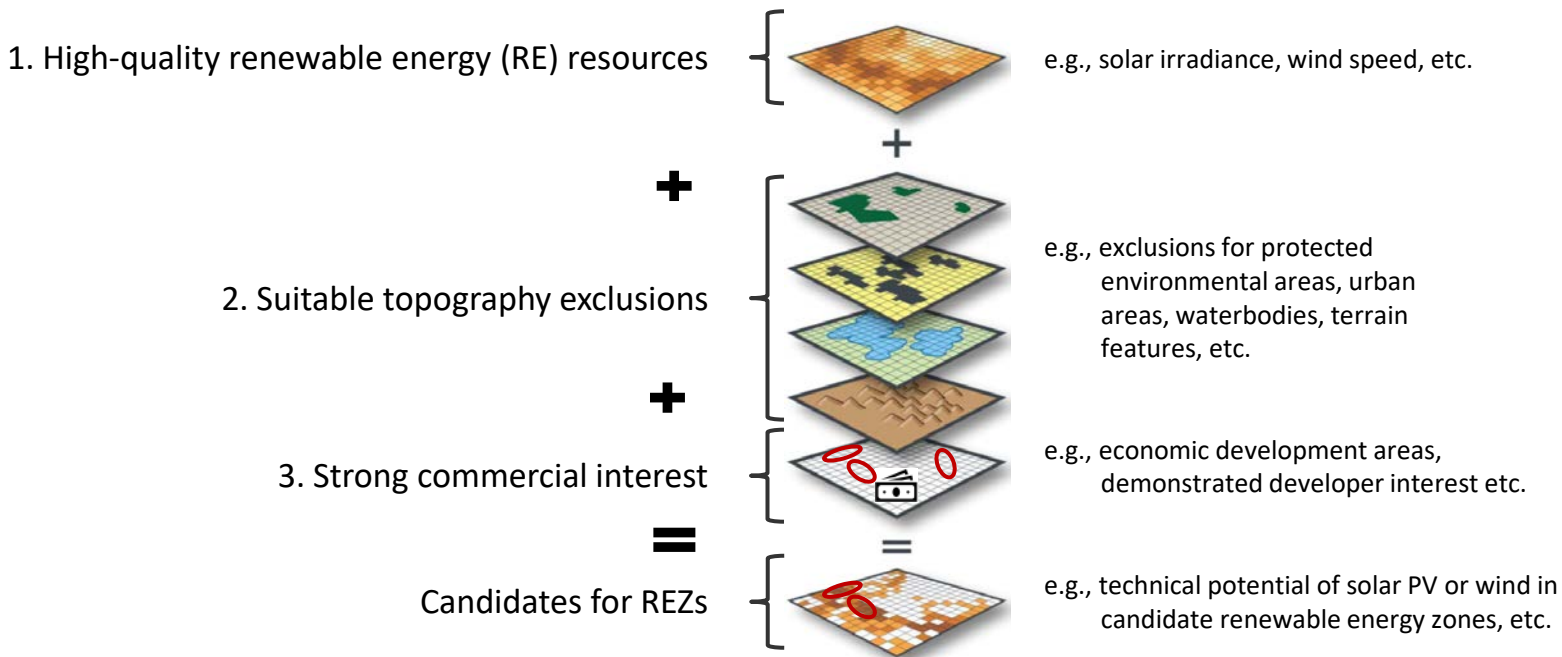 1. High-quality renewable energy (RE) resources
e.g., solar irradiance, wind speed, etc.
+
+
2. Suitable topography exclusions
e.g., exclusions for protected
environmental areas, urban
areas, waterbodies, terrain
features, etc.
+
3. Strong commercial interest
e.g., economic development areas,
demonstrated developer interest etc.
=
=
Candidates for REZs
e.g., technical potential of solar PV or wind in
candidate renewable energy zones, etc.